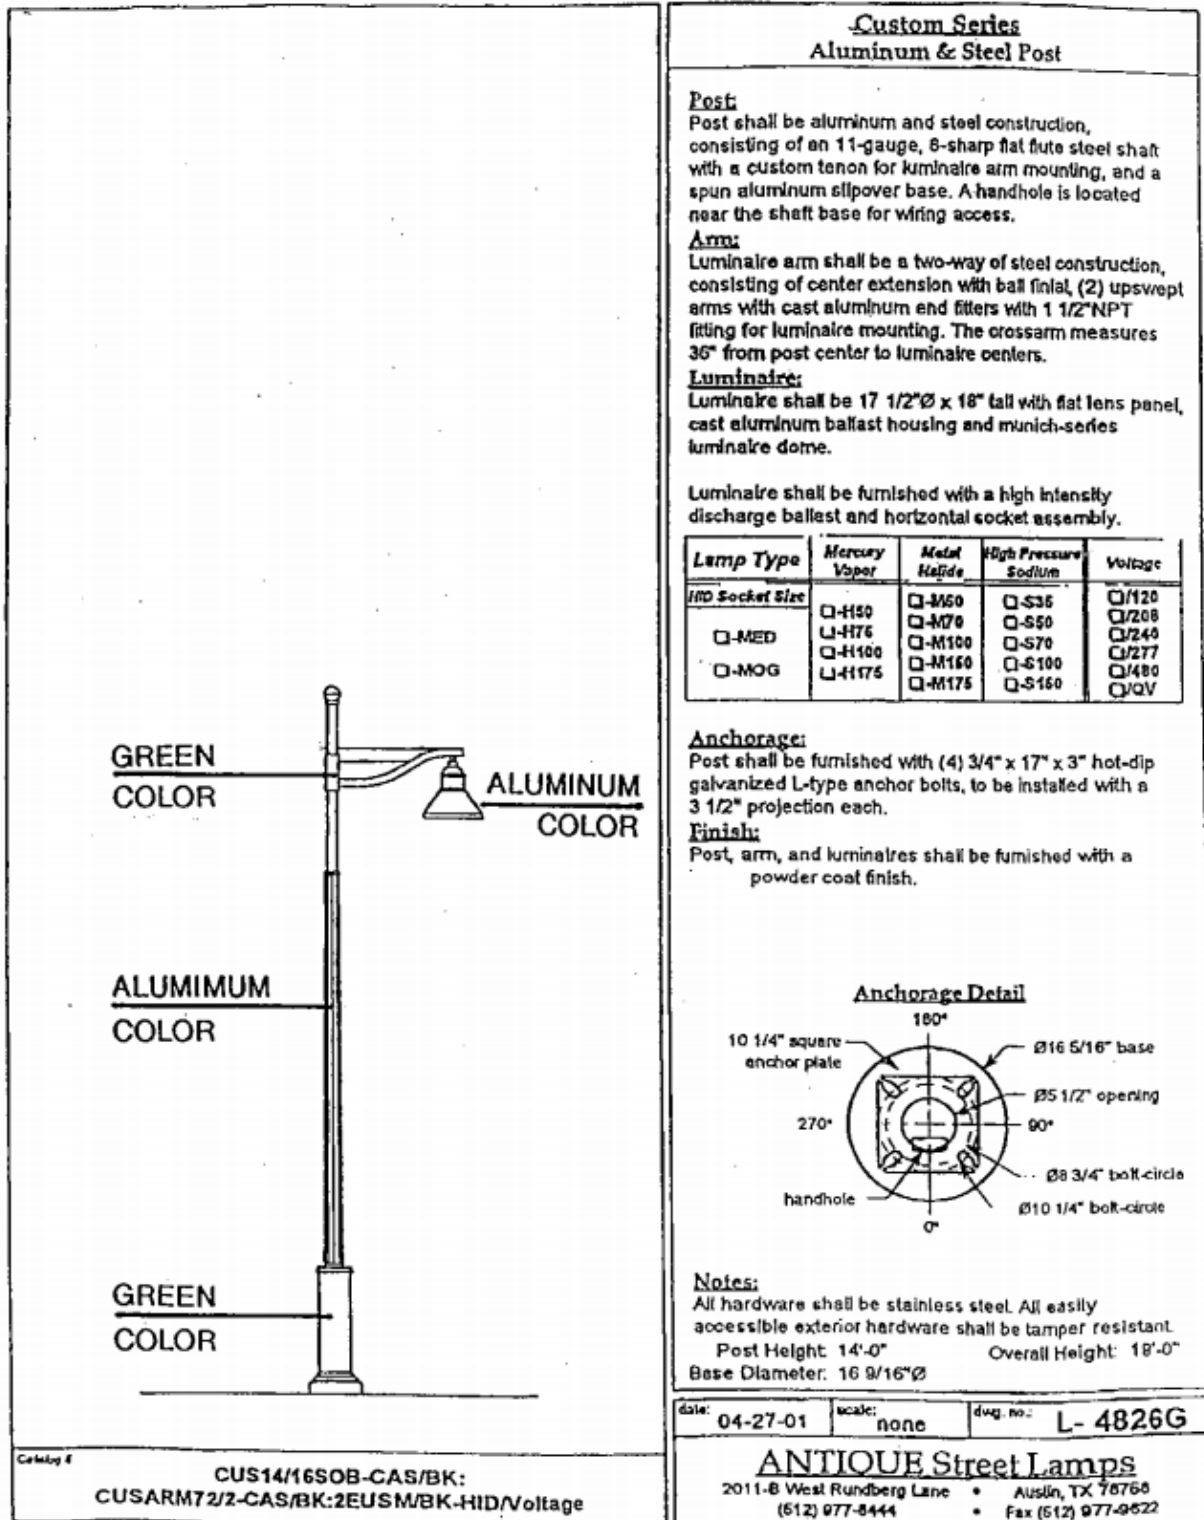 Custom Series
Aluminum & Steel Post
Post:
Post shall be aluminum and steel construction,
consisting of an 11-gauge, 8-sharp flat flute steel shaft
with a custom tenon for luminaire arm mounting, and a
spun aluminum slipover base. A handhole is located
near the shaft base for wiring access.
Arm:
Luminaire arm shall be a two-way of steel construction,
consisting of center extension with ball finial, (2) upswept
arms with cast aluminum end fitters with 1 1/2"NPT
fitting for luminaire mounting. The crossarm measures
36" from post center to luminaire centers.
Luminaire:
Luminaire shall be 17 1/2"Ø x 18" tall with flat lens panel,
cast aluminum ballast housing and munich-series
luminaire dome.
Luminaire shall be furnished with a high intensity
discharge ballast and horizontal socket assembly.
Lamp Type
Mercury Vapor
Metal Halide
High Pressure Sodium
Voltage
HID Socket Size
☐-MED
☐-MOG
☐-H50
☐-H75
☐-H100
☐-H175
☐-M50
☐-M70
☐-M100
☐-M150
☐-M175
☐-S35
☐-S50
☐-S70
☐-S100
☐-S150
☐/120
☐/208
☐/240
☐/277
☐/480
☐/QV
Anchorage:
Post shall be furnished with (4) 3/4" x 17" x 3" hot-dip
galvanized L-type anchor bolts, to be installed with a
3 1/2" projection each.
Finish:
Post, arm, and luminaires shall be furnished with a
powder coat finish.
Anchorage Detail
180°
10 1/4" square
anchor plate
Ø16 5/16" base
Ø5 1/2" opening
270°
90°
Ø8 3/4" bolt-circle
handhole
Ø10 1/4" bolt-circle
0°
Notes:
All hardware shall be stainless steel. All easily
accessible exterior hardware shall be tamper resistant.
Post Height: 14'-0" Overall Height: 18'-0"
Base Diameter: 16 9/16"Ø
date: 04-27-01
scale: none
dwg. no.: L- 4826G
ANTIQUE Street Lamps
2011-B West Rundberg Lane • Austin, TX 78758
(512) 977-8444 • Fax (512) 977-9622
GREEN
COLOR
ALUMINUM
COLOR
ALUMIMUM
COLOR
GREEN
COLOR
Catalog #
CUS14/16SOB-CAS/BK:
CUSARM72/2-CAS/BK:2EUSM/BK-HID/Voltage